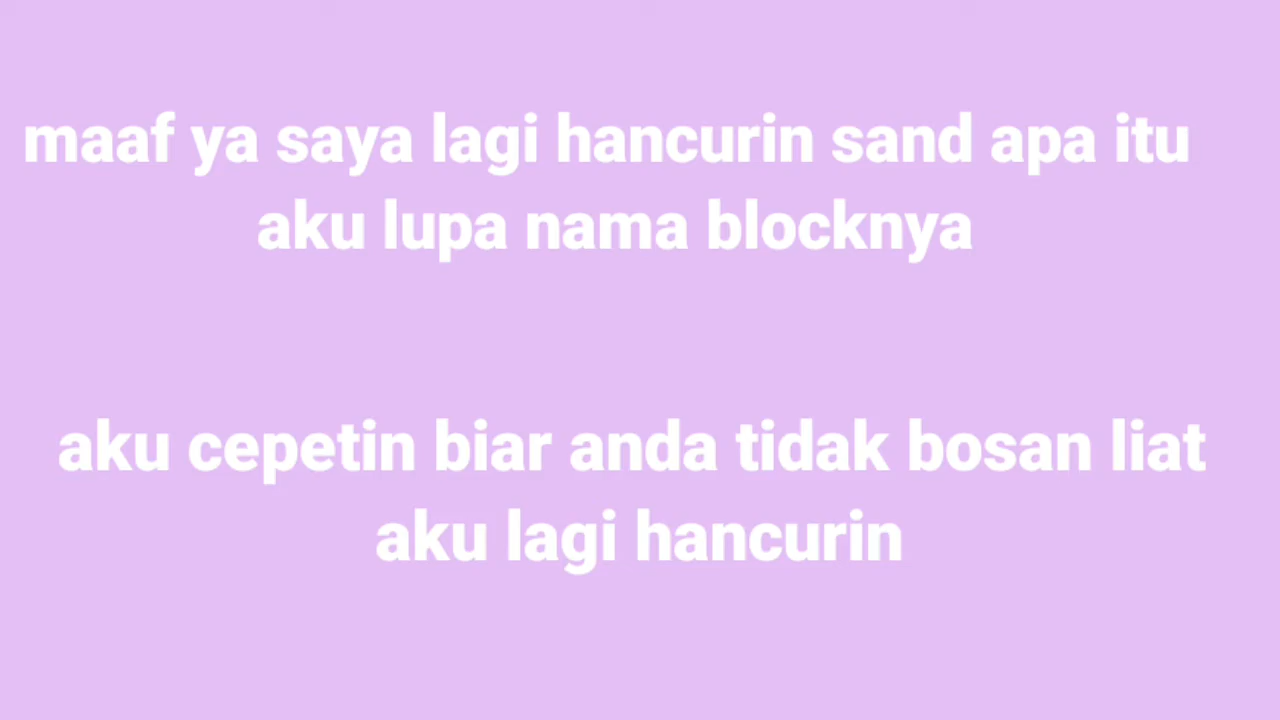 maaf ya saya lagi hancurin sand apa itu
aku lupa nama blocknya
aku cepetin biar anda tidak bosan liat
aku lagi hancurin